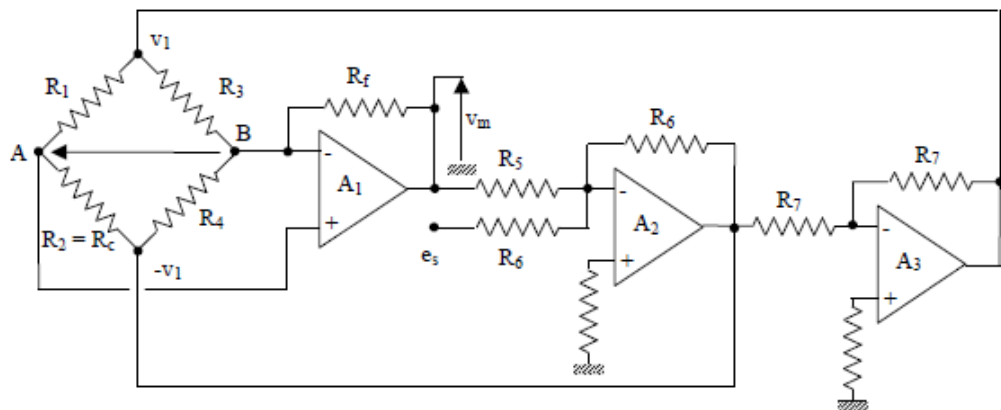 v1
R1
R3
Rf
vm
A
B
-
A1
+
R2 = Rc
R4
-v1
R5
es
R6
R6
-
A2
+
R7
R7
-
A3
+